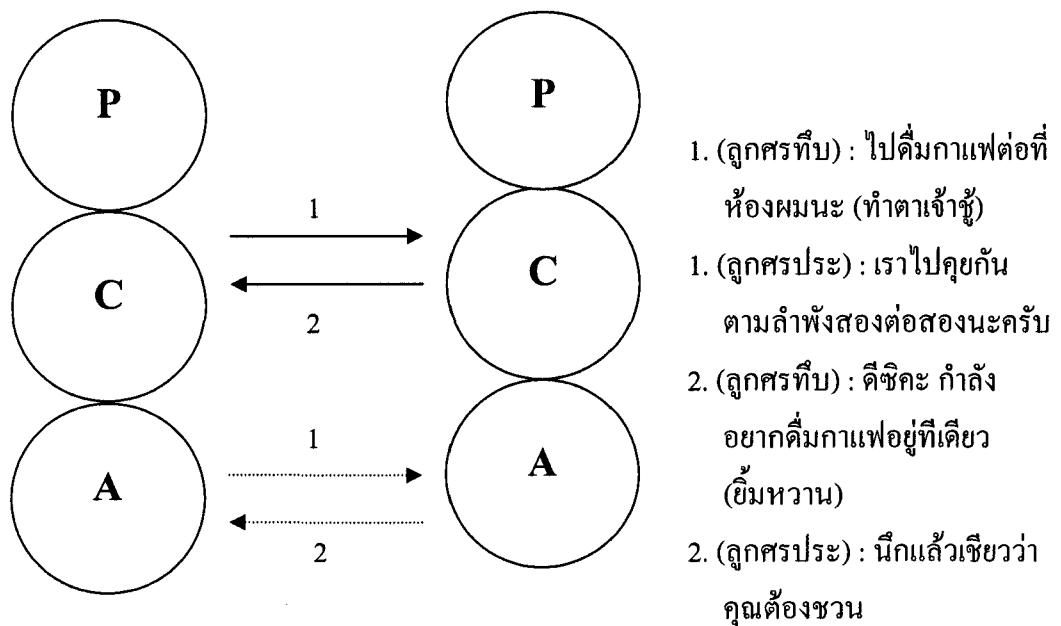 P
P
1
C
C
2
1
A
A
2
1. (ลูกศรทึบ) : ไปดื่มกาแฟต่อที่
ห้องผมนะ (ทำตาเจ้าชู้)
1. (ลูกศรประ) : เราไปคุยกัน
ตามลำพังสองต่อสองนะครับ
2. (ลูกศรทึบ) : ดีซิคะ กำลัง
อยากดื่มกาแฟอยู่ทีเดียว
(ยิ้มหวาน)
2. (ลูกศรประ) : นึกแล้วเชียวว่า
คุณต้องชวน